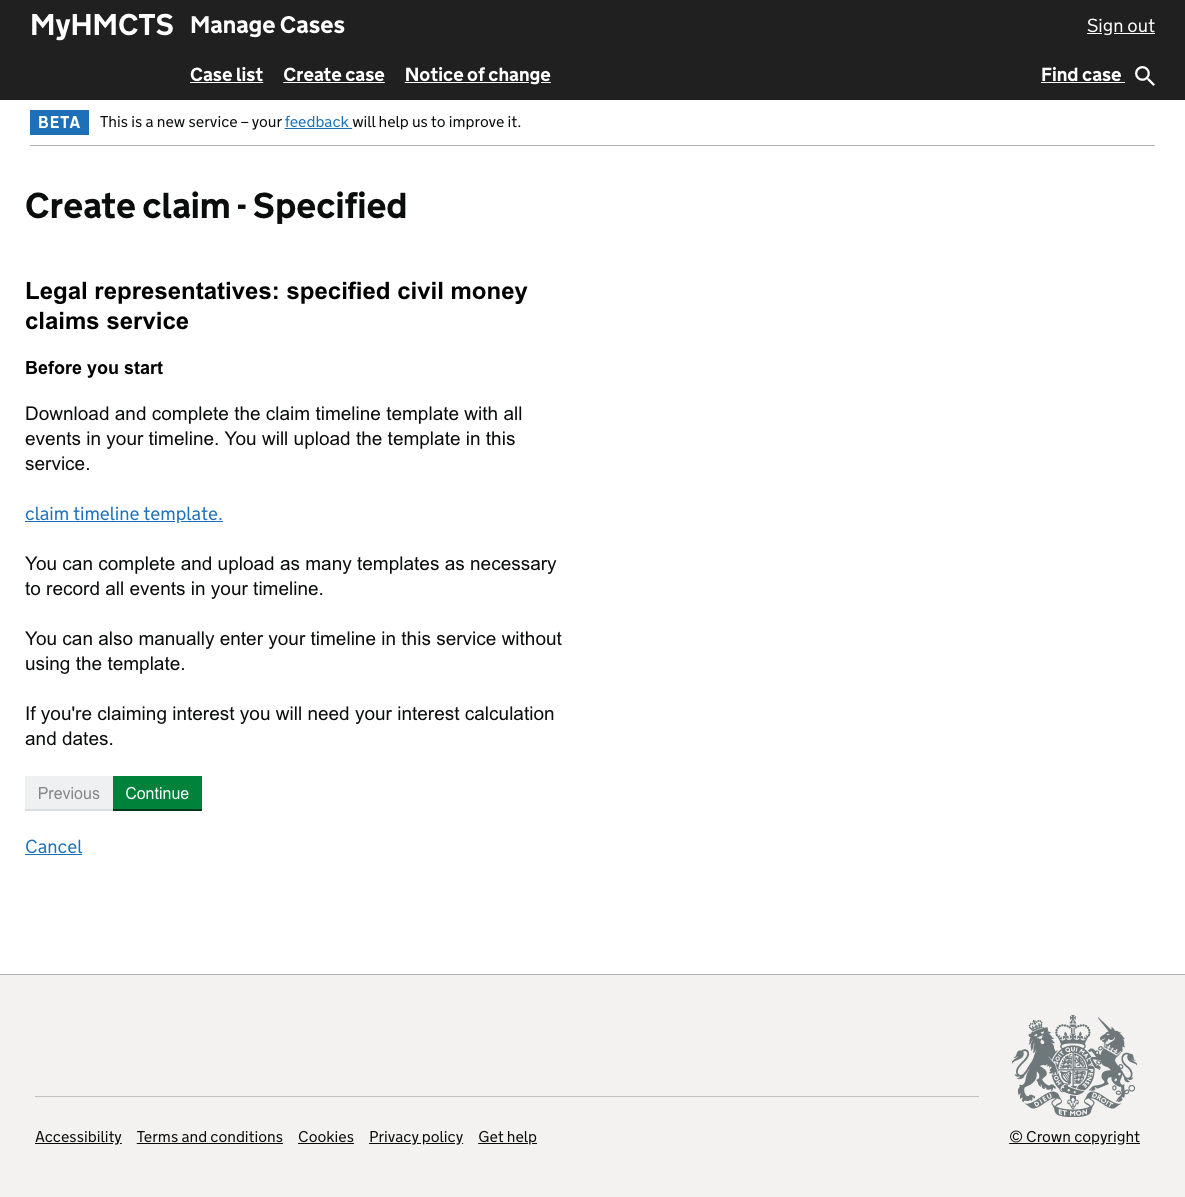 MyHMCTS Manage Cases Sign out
Case list Create case Notice of change Find case
BETA This is a new service – your feedback will help us to improve it.
Create claim - Specified
Legal representatives: specified civil money
claims service
Before you start
Download and complete the claim timeline template with all
events in your timeline. You will upload the template in this
service.
claim timeline template.
You can complete and upload as many templates as necessary
to record all events in your timeline.
You can also manually enter your timeline in this service without
using the template.
If you're claiming interest you will need your interest calculation
and dates.
Previous Continue
Cancel
DIEU ET MON DROIT
Accessibility Terms and conditions Cookies Privacy policy Get help © Crown copyright